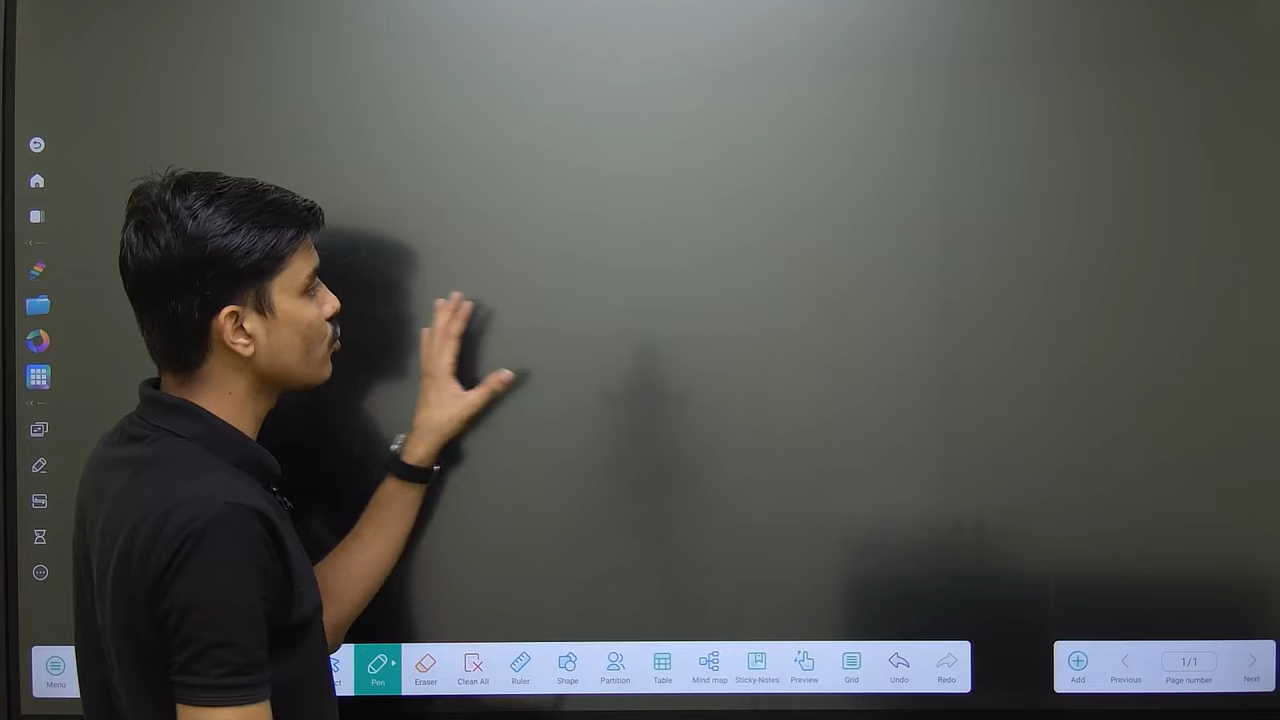 Menu
ct
Pen
Eraser
Clean All
Ruler
Shape
Partition
Table
Mind map
Sticky-Notes
Preview
Grid
Undo
Redo
Add
Previous
1/1
Page number
Next